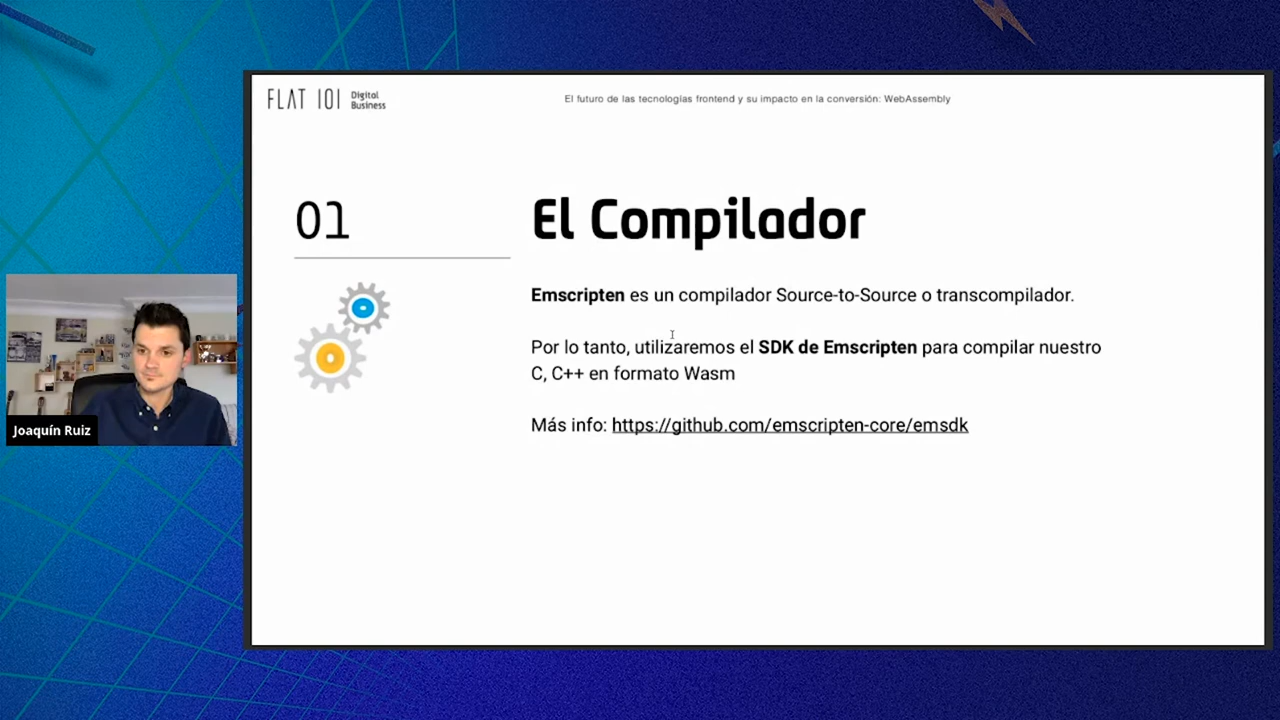 FLAT 101 Digital Business
El futuro de las tecnologías frontend y su impacto en la conversión: WebAssembly
01
El Compilador
Emscripten es un compilador Source-to-Source o transcompilador.
Por lo tanto, utilizaremos el SDK de Emscripten para compilar nuestro
C, C++ en formato Wasm
Más info: https://github.com/emscripten-core/emsdk
Joaquín Ruiz